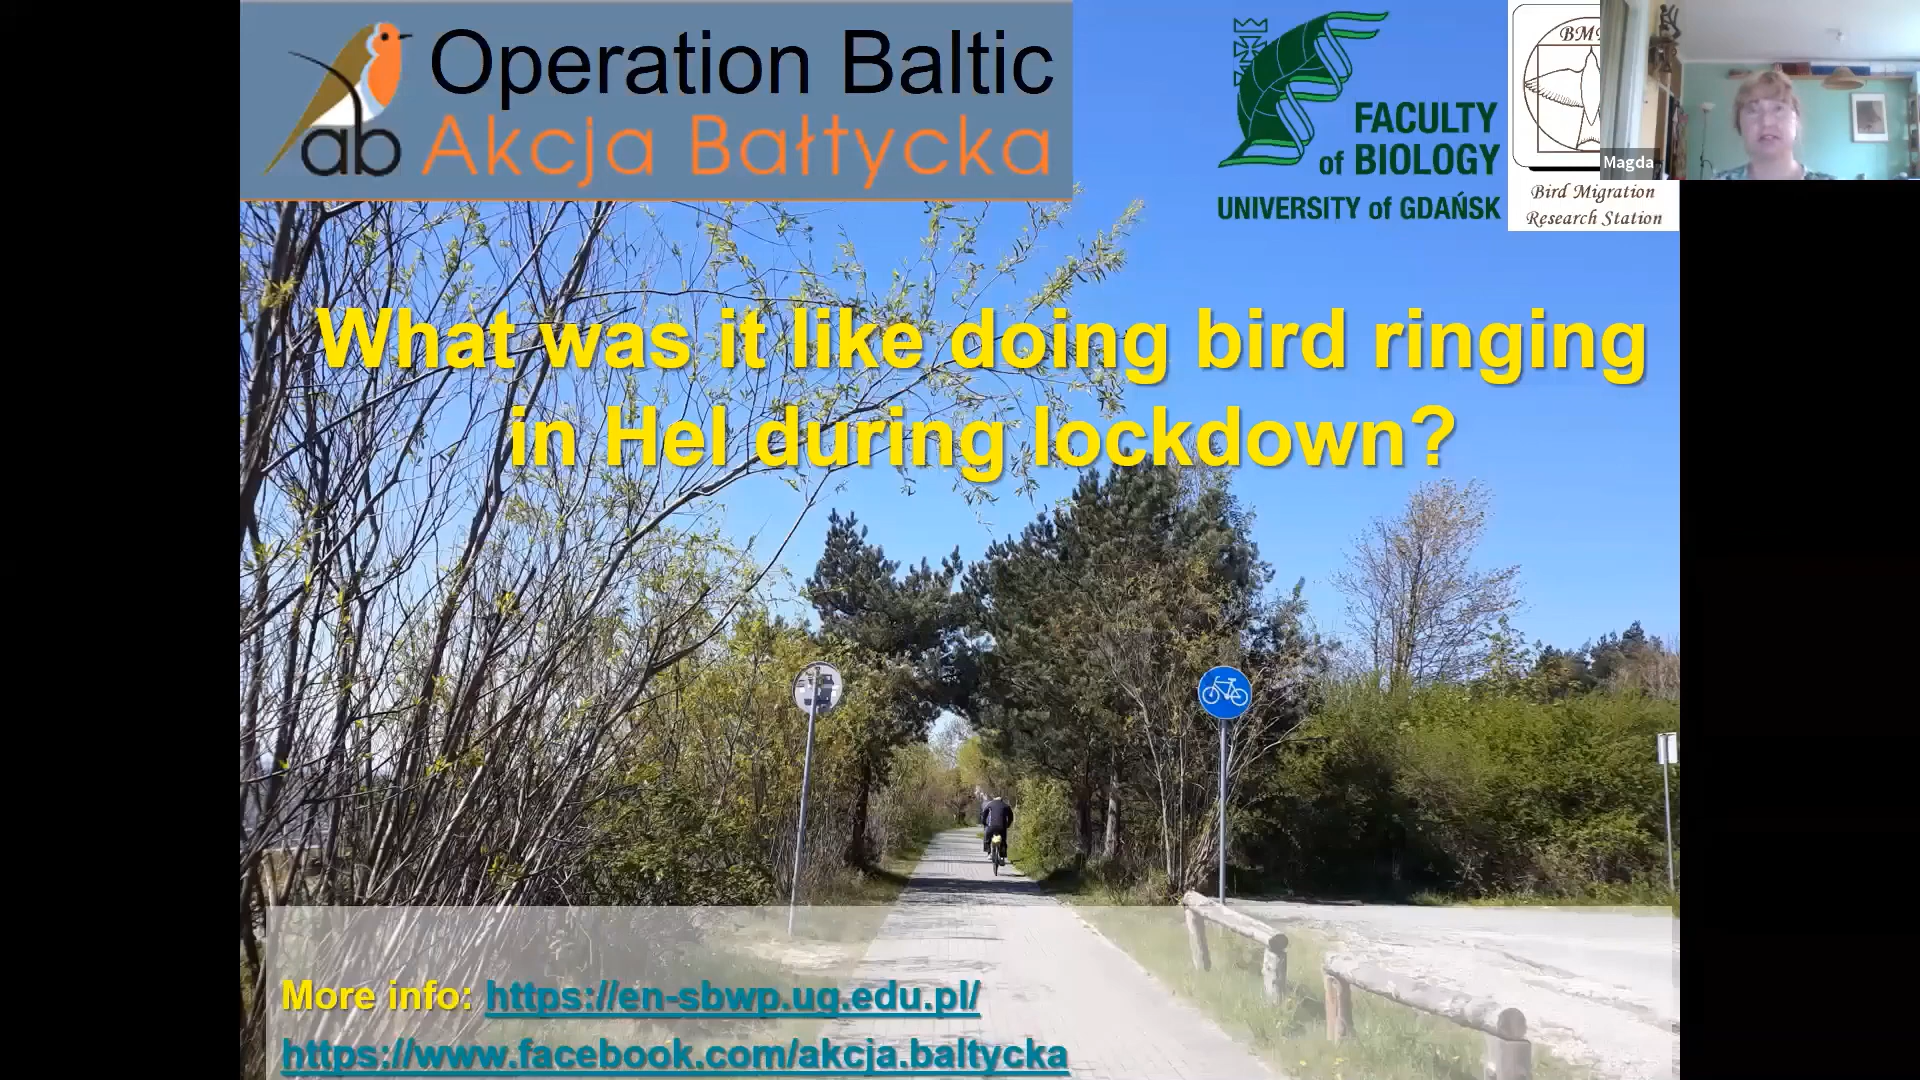 Operation Baltic
ab Akcja Bałtycka
FACULTY
of BIOLOGY
UNIVERSITY of GDAŃSK
Bird Migration
Research Station
Magda
What was it like doing bird ringing
in Hel during lockdown?
More info: https://en-sbwp.ug.edu.pl/
https://www.facebook.com/akcja.baltycka